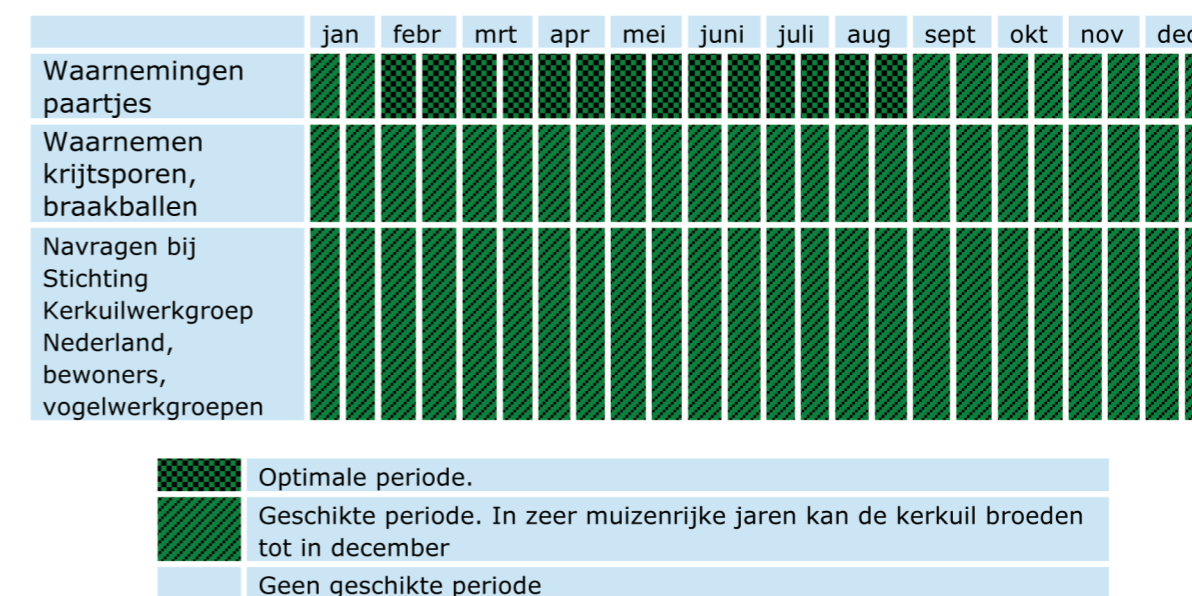 jan febr mrt apr mei juni juli aug sept okt nov dec
Waarnemingen
paartjes
Waarnemen
krijtsporen,
braakballen
Navragen bij
Stichting
Kerkuilwerkgroep
Nederland,
bewoners,
vogelwerkgroepen
Optimale periode.
Geschikte periode. In zeer muizenrijke jaren kan de kerkuil broeden
tot in december
Geen geschikte periode